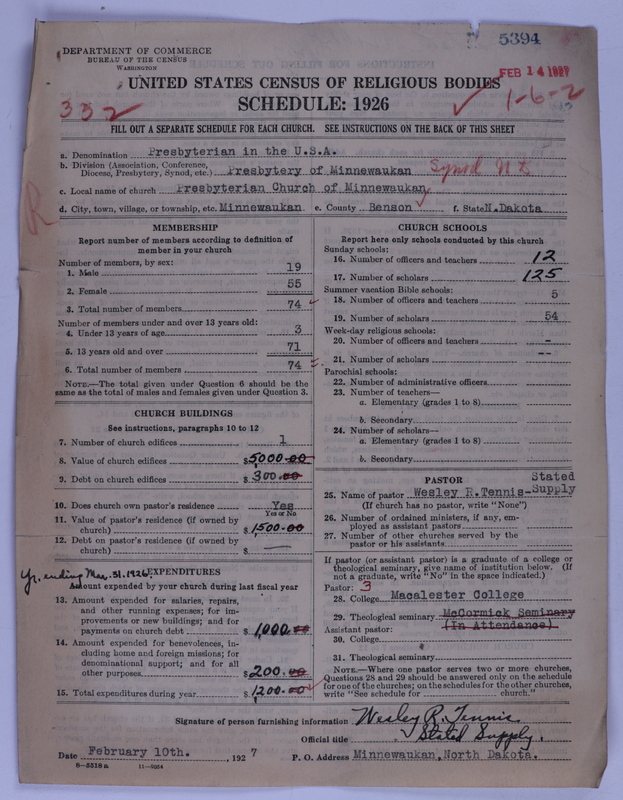 5394
DEPARTMENT OF COMMERCE
BUREAU OF THE CENSUS
WASHINGTON
FEB 14 1927
UNITED STATES CENSUS OF RELIGIOUS BODIES
SCHEDULE: 1926
332
1-6-2
FILL OUT A SEPARATE SCHEDULE FOR EACH CHURCH. SEE INSTRUCTIONS ON THE BACK OF THIS SHEET
a. Denomination Presbyterian in the U.S.A.
b. Division (Association, Conference, Diocese, Presbytery, Synod, etc.) Presbytery of Minnewaukan Synod N D
c. Local name of church Presbyterian Church of Minnewaukan
d. City, town, village, or township, etc. Minnewaukan e. County Benson f. State N.Dakota
R
MEMBERSHIP
Report number of members according to definition of
member in your church
Number of members, by sex:
1. Male 19
2. Female 55
3. Total number of members 74
Number of members under and over 13 years old:
4. Under 13 years of age 3
5. 13 years old and over 71
6. Total number of members 74
NOTE.—The total given under Question 6 should be the
same as the total of males and females given under Question 3.
CHURCH BUILDINGS
See instructions, paragraphs 10 to 12
7. Number of church edifices 1
8. Value of church edifices $5000.00
9. Debt on church edifices $300.00
10. Does church own pastor's residence Yes
Yes or No
11. Value of pastor's residence (if owned by
church) $1,500.00
12. Debt on pastor's residence (if owned by
church) $ —
Yr. ending Mar. 31. 1926.
EXPENDITURES
Amount expended by your church during last fiscal year
13. Amount expended for salaries, repairs,
and other running expenses; for im-
provements or new buildings; and for
payments on church debt $1,000.00
14. Amount expended for benevolences, in-
cluding home and foreign missions; for
denominational support; and for all
other purposes $200.00
15. Total expenditures during year $1200.00
CHURCH SCHOOLS
Report here only schools conducted by this church
Sunday schools:
16. Number of officers and teachers 12
17. Number of scholars 125
Summer vacation Bible schools:
18. Number of officers and teachers 5
19. Number of scholars 54
Week-day religious schools:
20. Number of officers and teachers -
21. Number of scholars --
Parochial schools:
22. Number of administrative officers
23. Number of teachers—
a. Elementary (grades 1 to 8)
b. Secondary
24. Number of scholars—
a. Elementary (grades 1 to 8)
b. Secondary
PASTOR
25. Name of pastor Wesley R.Tennis-Stated Supply
(If church has no pastor, write "None")
26. Number of ordained ministers, if any, em-
ployed as assistant pastors
27. Number of other churches served by the
pastor or his assistants
If pastor (or assistant pastor) is a graduate of a college or
theological seminary, give name of institution below. (If
not a graduate, write "No" in the space indicated.)
Pastor: 3
28. College Macalester College
29. Theological seminary McCormick Seminary
Assistant pastor: (In Attendance)
30. College
31. Theological seminary
NOTE.—Where one pastor serves two or more churches,
Questions 28 and 29 should be answered only on the schedule
for one of the churches; on the schedules for the other churches,
write "See schedule for church."
Signature of person furnishing information Wesley R. Tennis
Official title Stated Supply.
Date February 10th. , 1927
P. O. Address Minnewaukan, North Dakota.
8—5518 a 11—9054